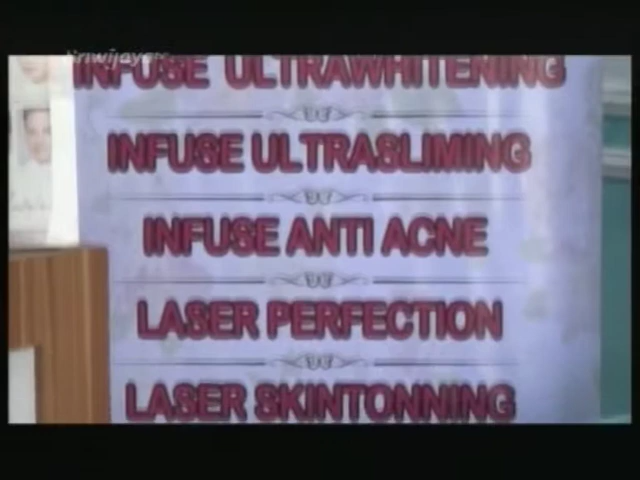 INFUSE ULTRAWHITENING
INFUSE ULTRASLIMING
INFUSE ANTI ACNE
LASER PERFECTION
LASER SKINTONNING